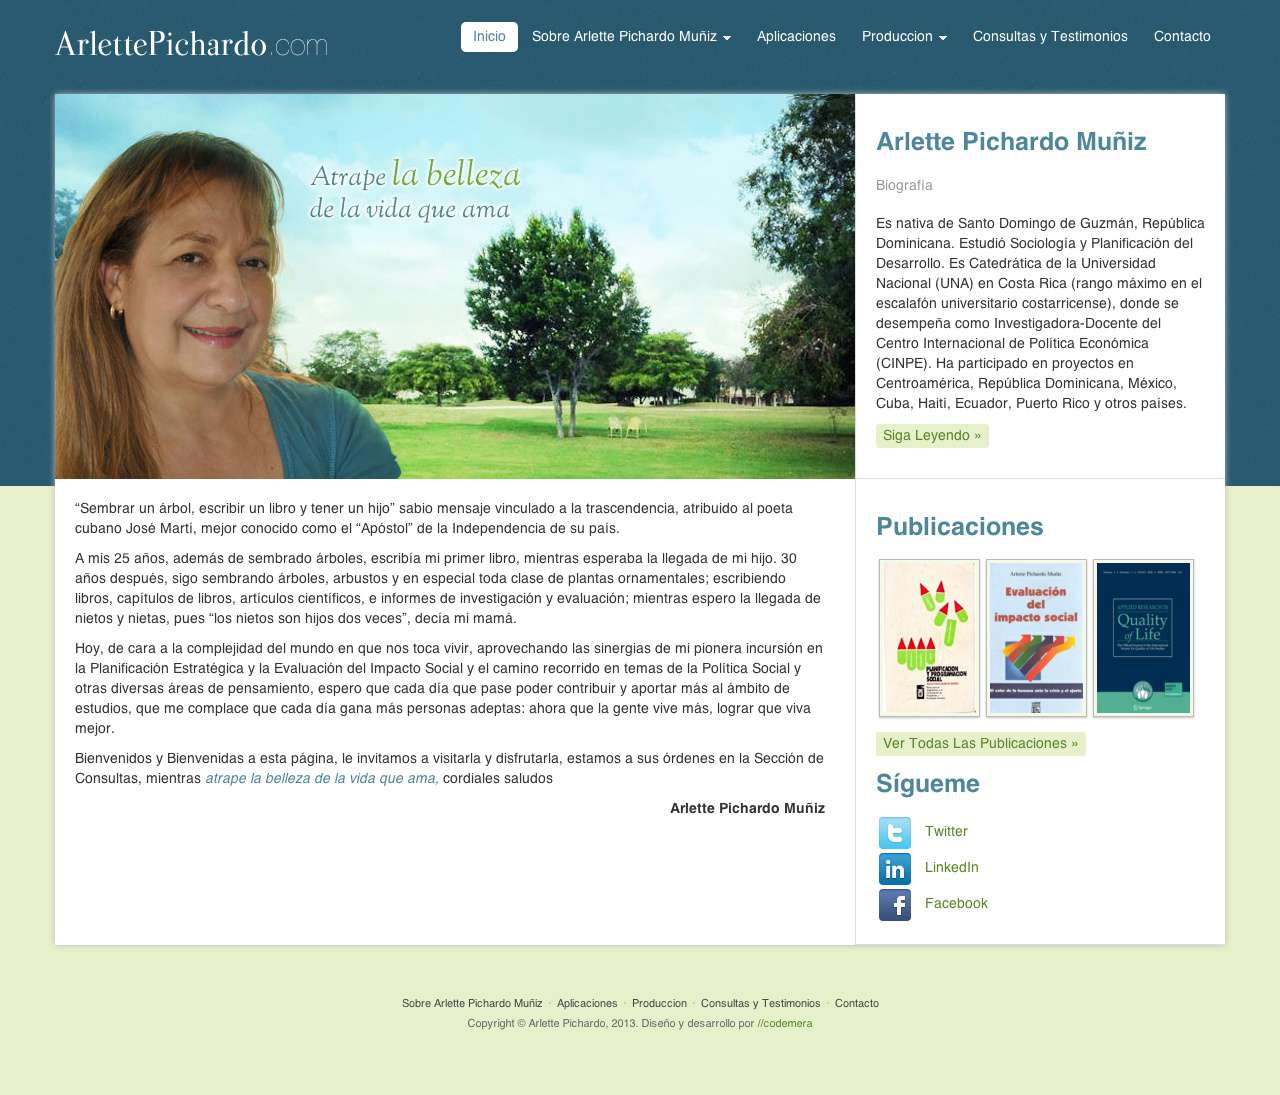 ArlettePichardo.com
Inicio
Sobre Arlette Pichardo Muñiz
Aplicaciones
Produccion
Consultas y Testimonios
Contacto
Atrape la belleza
de la vida que ama
Arlette Pichardo Muñiz
Biografía
Es nativa de Santo Domingo de Guzmán, República
Dominicana. Estudió Sociología y Planificación del
Desarrollo. Es Catedrática de la Universidad
Nacional (UNA) en Costa Rica (rango máximo en el
escalafón universitario costarricense), donde se
desempeña como Investigadora-Docente del
Centro Internacional de Política Económica
(CINPE). Ha participado en proyectos en
Centroamérica, República Dominicana, México,
Cuba, Haití, Ecuador, Puerto Rico y otros países.
Siga Leyendo »
“Sembrar un árbol, escribir un libro y tener un hijo” sabio mensaje vinculado a la trascendencia, atribuido al poeta
cubano José Martí, mejor conocido como el “Apóstol” de la Independencia de su país.
A mis 25 años, además de sembrado árboles, escribía mi primer libro, mientras esperaba la llegada de mi hijo. 30
años después, sigo sembrando árboles, arbustos y en especial toda clase de plantas ornamentales; escribiendo
libros, capítulos de libros, artículos científicos, e informes de investigación y evaluación; mientras espero la llegada de
nietos y nietas, pues “los nietos son hijos dos veces”, decía mi mamá.
Hoy, de cara a la complejidad del mundo en que nos toca vivir, aprovechando las sinergias de mi pionera incursión en
la Planificación Estratégica y la Evaluación del Impacto Social y el camino recorrido en temas de la Política Social y
otras diversas áreas de pensamiento, espero que cada día que pase poder contribuir y aportar más al ámbito de
estudios, que me complace que cada día gana más personas adeptas: ahora que la gente vive más, lograr que viva
mejor.
Bienvenidos y Bienvenidas a esta página, le invitamos a visitarla y disfrutarla, estamos a sus órdenes en la Sección de
Consultas, mientras atrape la belleza de la vida que ama, cordiales saludos
Arlette Pichardo Muñiz
Publicaciones
PLANIFICACION
Y PROGRAMACION
SOCIAL
Arlette Pichardo Muñiz
Evaluación
del
impacto social
El valor de lo humano ante la crisis y el ajuste
APPLIED RESEARCH IN
Quality
of Life
Springer
Ver Todas Las Publicaciones »
Sígueme
Twitter
LinkedIn
Facebook
Sobre Arlette Pichardo Muñiz · Aplicaciones · Produccion · Consultas y Testimonios · Contacto
Copyright © Arlette Pichardo, 2013. Diseño y desarrollo por //codemera